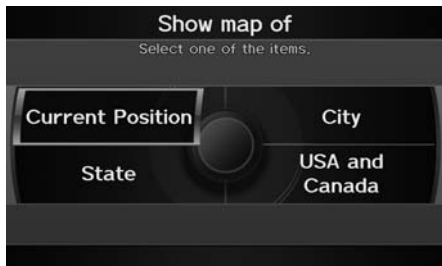 Show map of
Select one of the items.
Current Position
City
State
USA and
Canada